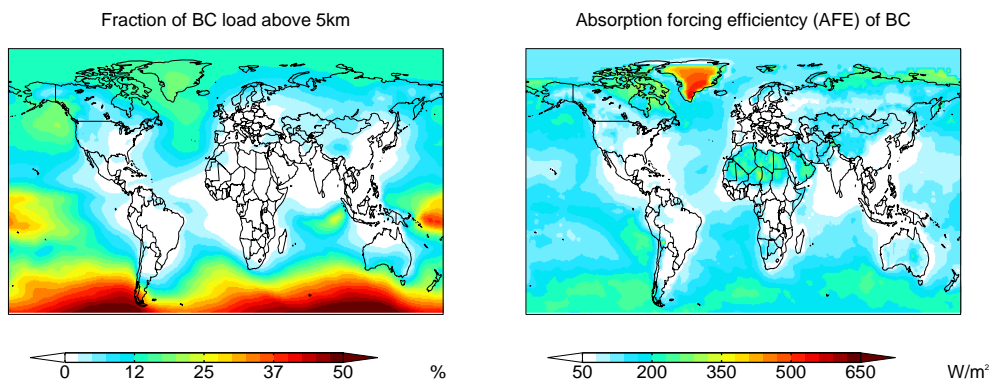 Fraction of BC load above 5km
Absorption forcing efficientcy (AFE) of BC
0 12 25 37 50 %
50 200 350 500 650 W/m²